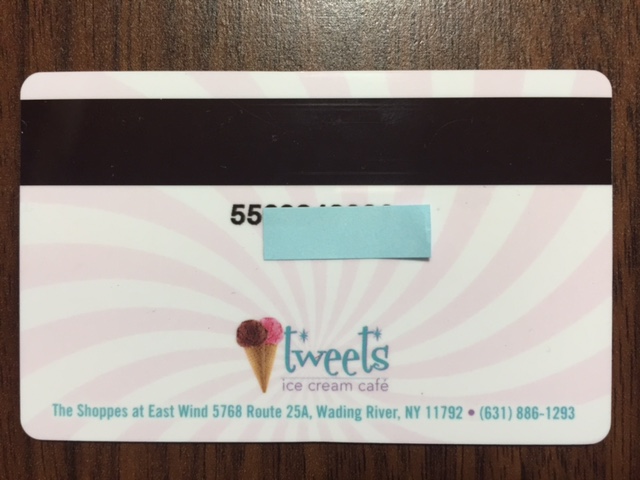 55
tweets
ice cream café
The Shoppes at East Wind 5768 Route 25A, Wading River, NY 11792 • (631) 886-1293